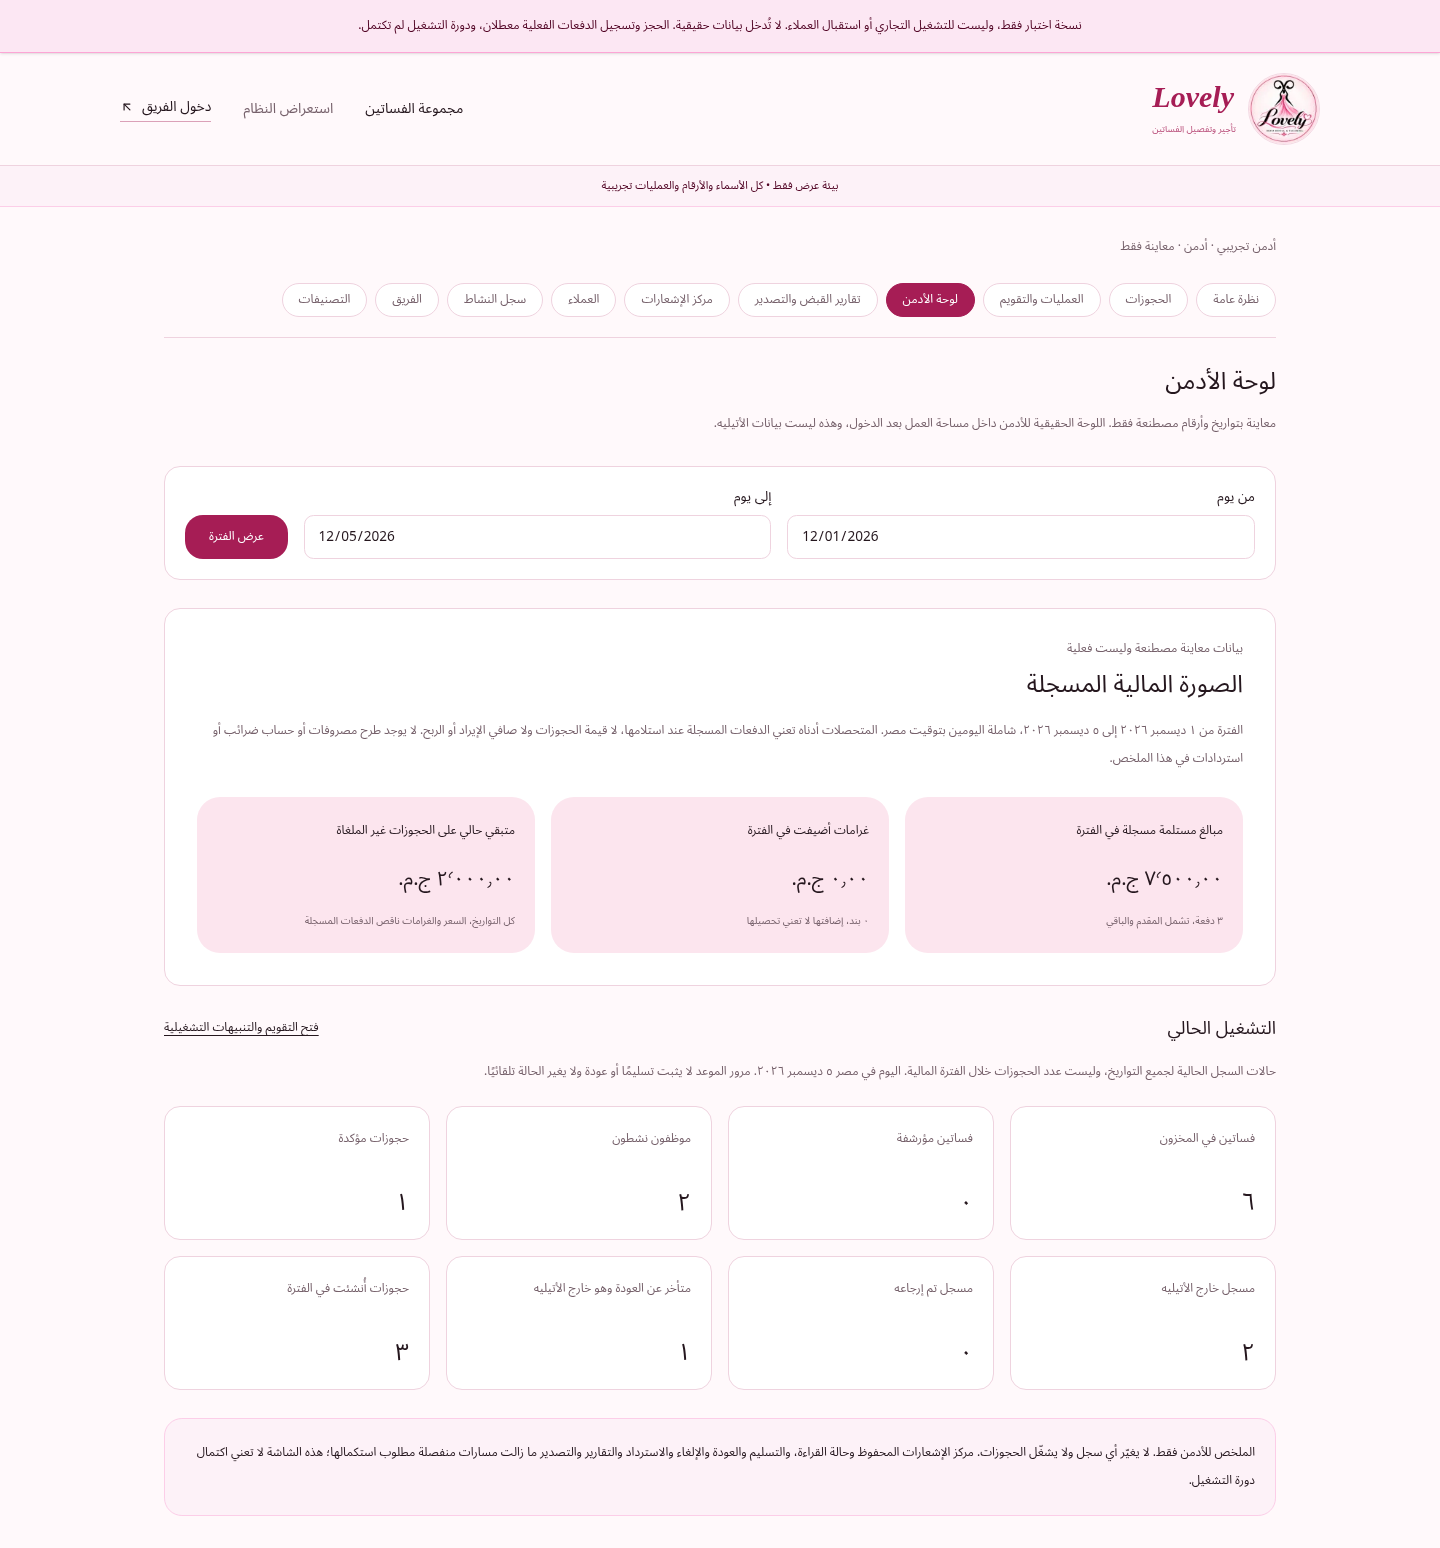 نسخة اختبار فقط، وليست للتشغيل التجاري أو استقبال العملاء. لا تُدخل بيانات حقيقية. الحجز وتسجيل الدفعات الفعلية معطلان، ودورة التشغيل لم تكتمل.
Lovely
Lovely
تأجير وتفصيل الفساتين
مجموعة الفساتين
استعراض النظام
دخول الفريق
بيئة عرض فقط • كل الأسماء والأرقام والعمليات تجريبية
أدمن تجريبي · أدمن · معاينة فقط
نظرة عامة
الحجوزات
العمليات والتقويم
لوحة الأدمن
تقارير القبض والتصدير
مركز الإشعارات
العملاء
سجل النشاط
الفريق
التصنيفات
لوحة الأدمن
معاينة بتواريخ وأرقام مصطنعة فقط. اللوحة الحقيقية للأدمن داخل مساحة العمل بعد الدخول، وهذه ليست بيانات الأتيليه.
من يوم
إلى يوم
12/01/2026
12/05/2026
عرض الفترة
بيانات معاينة مصطنعة وليست فعلية
الصورة المالية المسجلة
الفترة من ١ ديسمبر ٢٠٢٦ إلى ٥ ديسمبر ٢٠٢٦، شاملة اليومين بتوقيت مصر. المتحصلات أدناه تعني الدفعات المسجلة عند استلامها، لا قيمة الحجوزات ولا صافي الإيراد أو الربح. لا يوجد طرح مصروفات أو حساب ضرائب أو
استردادات في هذا الملخص.
مبالغ مستلمة مسجلة في الفترة
٧٬٥٠٠٫٠٠ ج.م.
٣ دفعة، تشمل المقدم والباقي
غرامات أضيفت في الفترة
٠٫٠٠ ج.م.
٠ بند، إضافتها لا تعني تحصيلها
متبقي حالي على الحجوزات غير الملغاة
٢٬٠٠٠٫٠٠ ج.م.
كل التواريخ، السعر والغرامات ناقص الدفعات المسجلة
التشغيل الحالي
فتح التقويم والتنبيهات التشغيلية
حالات السجل الحالية لجميع التواريخ، وليست عدد الحجوزات خلال الفترة المالية. اليوم في مصر ٥ ديسمبر ٢٠٢٦. مرور الموعد لا يثبت تسليمًا أو عودة ولا يغير الحالة تلقائيًا.
فساتين في المخزون
٦
فساتين مؤرشفة
٠
موظفون نشطون
٢
حجوزات مؤكدة
١
مسجل خارج الأتيليه
٢
مسجل تم إرجاعه
٠
متأخر عن العودة وهو خارج الأتيليه
١
حجوزات أُنشئت في الفترة
٣
الملخص للأدمن فقط. لا يغيّر أي سجل ولا يشغّل الحجوزات. مركز الإشعارات المحفوظ وحالة القراءة، والتسليم والعودة والإلغاء والاسترداد والتقارير والتصدير ما زالت مسارات منفصلة مطلوب استكمالها؛ هذه الشاشة لا تعني اكتمال
دورة التشغيل.